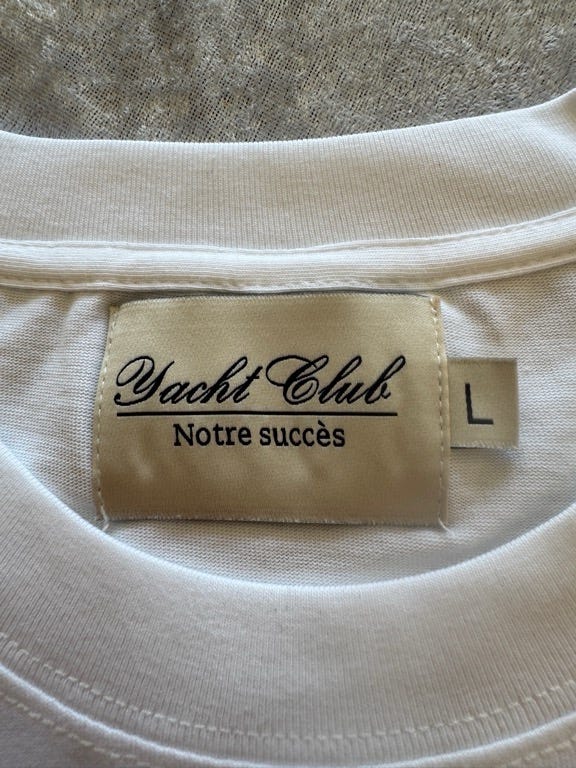 Yacht Club
Notre succès
L